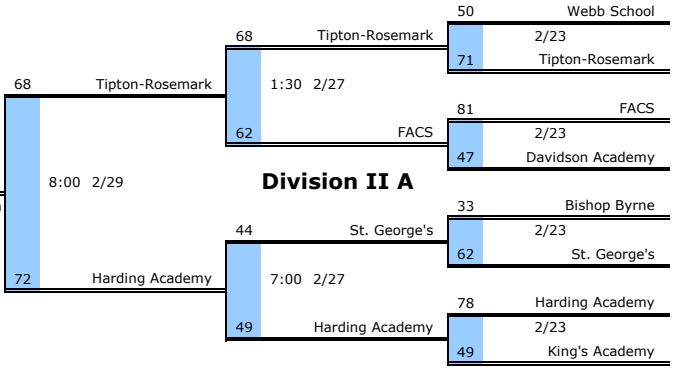 50 Webb School
68 Tipton-Rosemark 2/23
71 Tipton-Rosemark
68 Tipton-Rosemark 1:30 2/27
81 FACS
62 FACS 2/23
47 Davidson Academy
8:00 2/29 Division II A
33 Bishop Byrne
44 St. George's 2/23
62 St. George's
72 Harding Academy 7:00 2/27
78 Harding Academy
49 Harding Academy 2/23
49 King's Academy